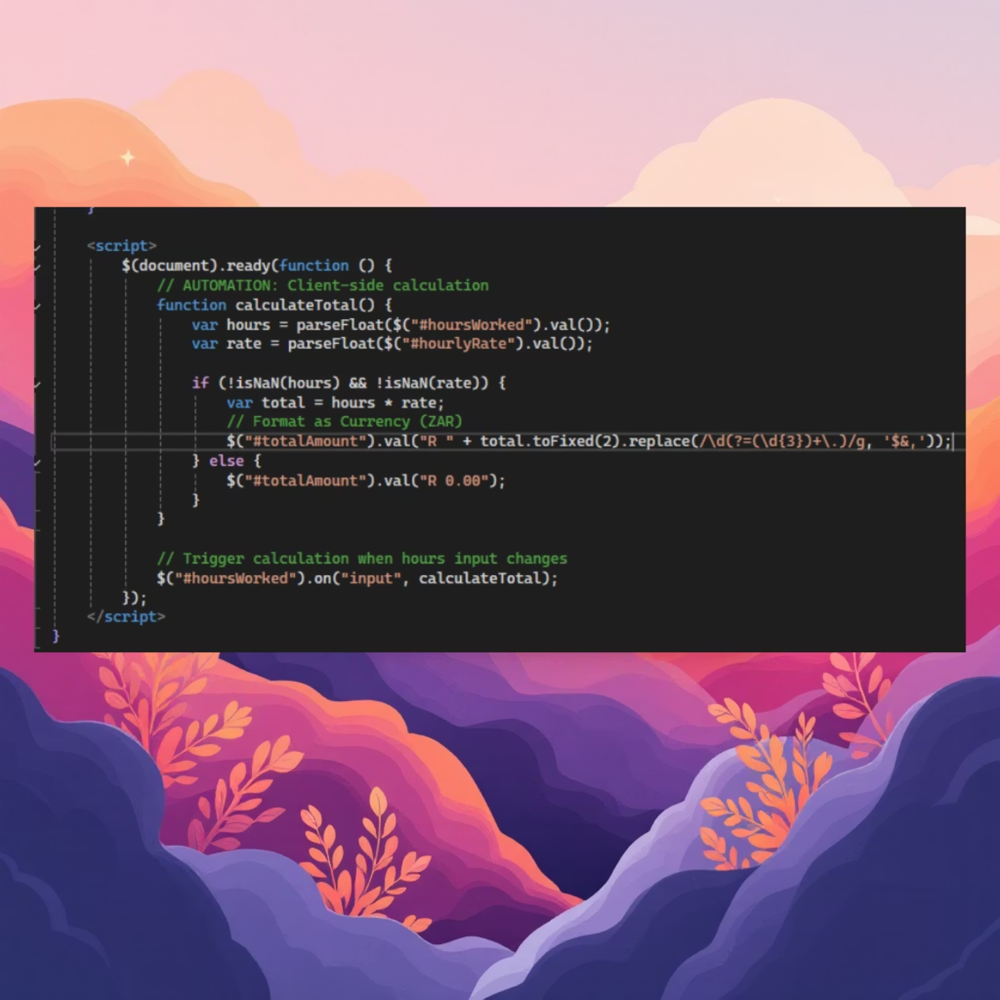 }
<script>
$(document).ready(function () {
// AUTOMATION: Client-side calculation
function calculateTotal() {
var hours = parseFloat($("#hoursWorked").val());
var rate = parseFloat($("#hourlyRate").val());
if (!isNaN(hours) && !isNaN(rate)) {
var total = hours * rate;
// Format as Currency (ZAR)
$("#totalAmount").val("R " + total.toFixed(2).replace(/\d(?=(\d{3})+\.)/g, '$&,'));
} else {
$("#totalAmount").val("R 0.00");
}
}
// Trigger calculation when hours input changes
$("#hoursWorked").on("input", calculateTotal);
});
</script>
}